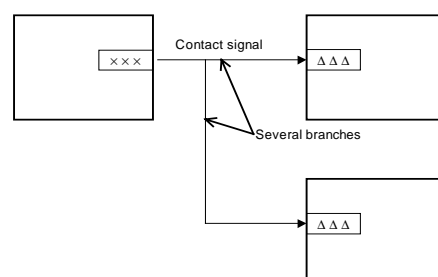 Contact signal
××× ΔΔΔ
Several branches
ΔΔΔ